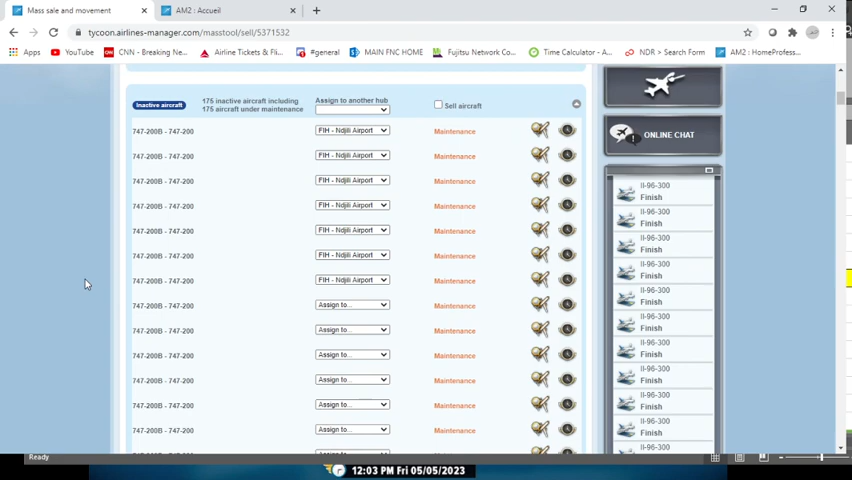 Mass sale and movement
AM2 : Accueil
tycoon.airlines-manager.com/masstool/sell/5371532
Apps
YouTube
CNN - Breaking Ne...
Airline Tickets & Fli...
#general
MAIN FNC HOME
Fujitsu Network Co...
Time Calculator - A...
NDR > Search Form
AM2 : HomeProfess...
Inactive aircraft
175 inactive aircraft including
175 aircraft under maintenance
Assign to another hub
Sell aircraft
747-200B - 747-200 FIH - Ndjili Airport Maintenance
747-200B - 747-200 FIH - Ndjili Airport Maintenance
747-200B - 747-200 FIH - Ndjili Airport Maintenance
747-200B - 747-200 FIH - Ndjili Airport Maintenance
747-200B - 747-200 FIH - Ndjili Airport Maintenance
747-200B - 747-200 FIH - Ndjili Airport Maintenance
747-200B - 747-200 FIH - Ndjili Airport Maintenance
747-200B - 747-200 Assign to... Maintenance
747-200B - 747-200 Assign to... Maintenance
747-200B - 747-200 Assign to... Maintenance
747-200B - 747-200 Assign to... Maintenance
747-200B - 747-200 Assign to... Maintenance
747-200B - 747-200 Assign to... Maintenance
ONLINE CHAT
Il-96-300
Finish
Il-96-300
Finish
Il-96-300
Finish
Il-96-300
Finish
Il-96-300
Finish
Il-96-300
Finish
Il-96-300
Finish
Il-96-300
Finish
Il-96-300
Finish
Il-96-300
Finish
Il-96-300
Ready
12:03 PM Fri 05/05/2023